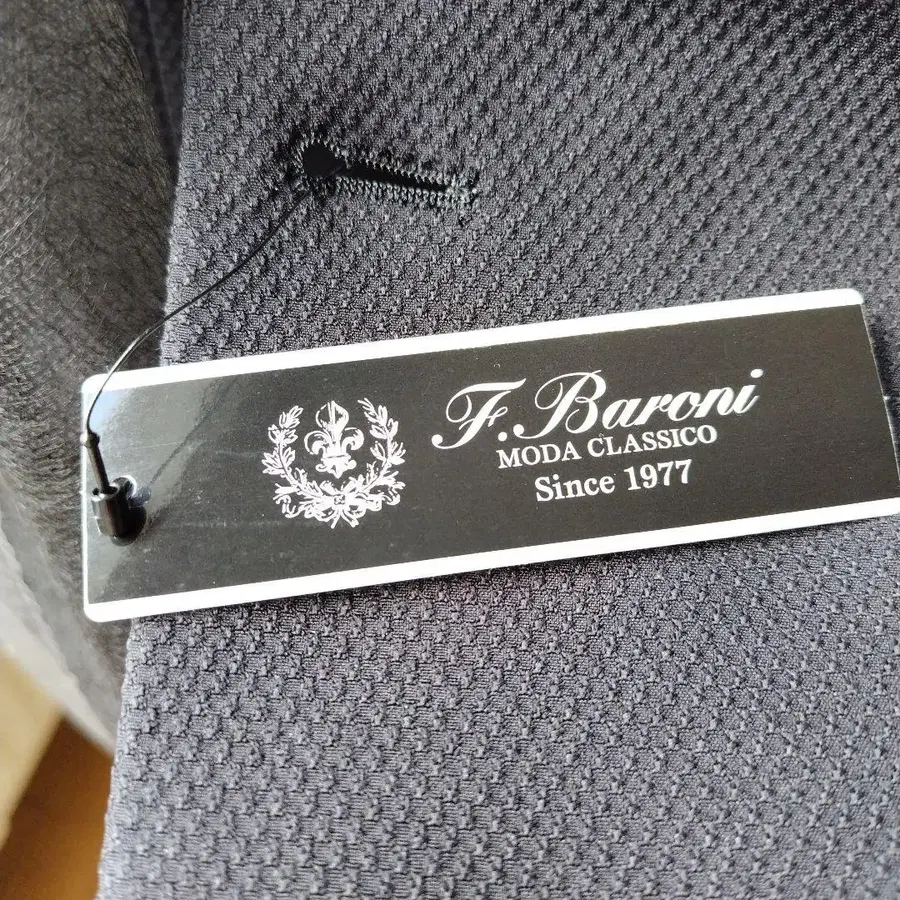 F. Baroni
MODA CLASSICO
Since 1977